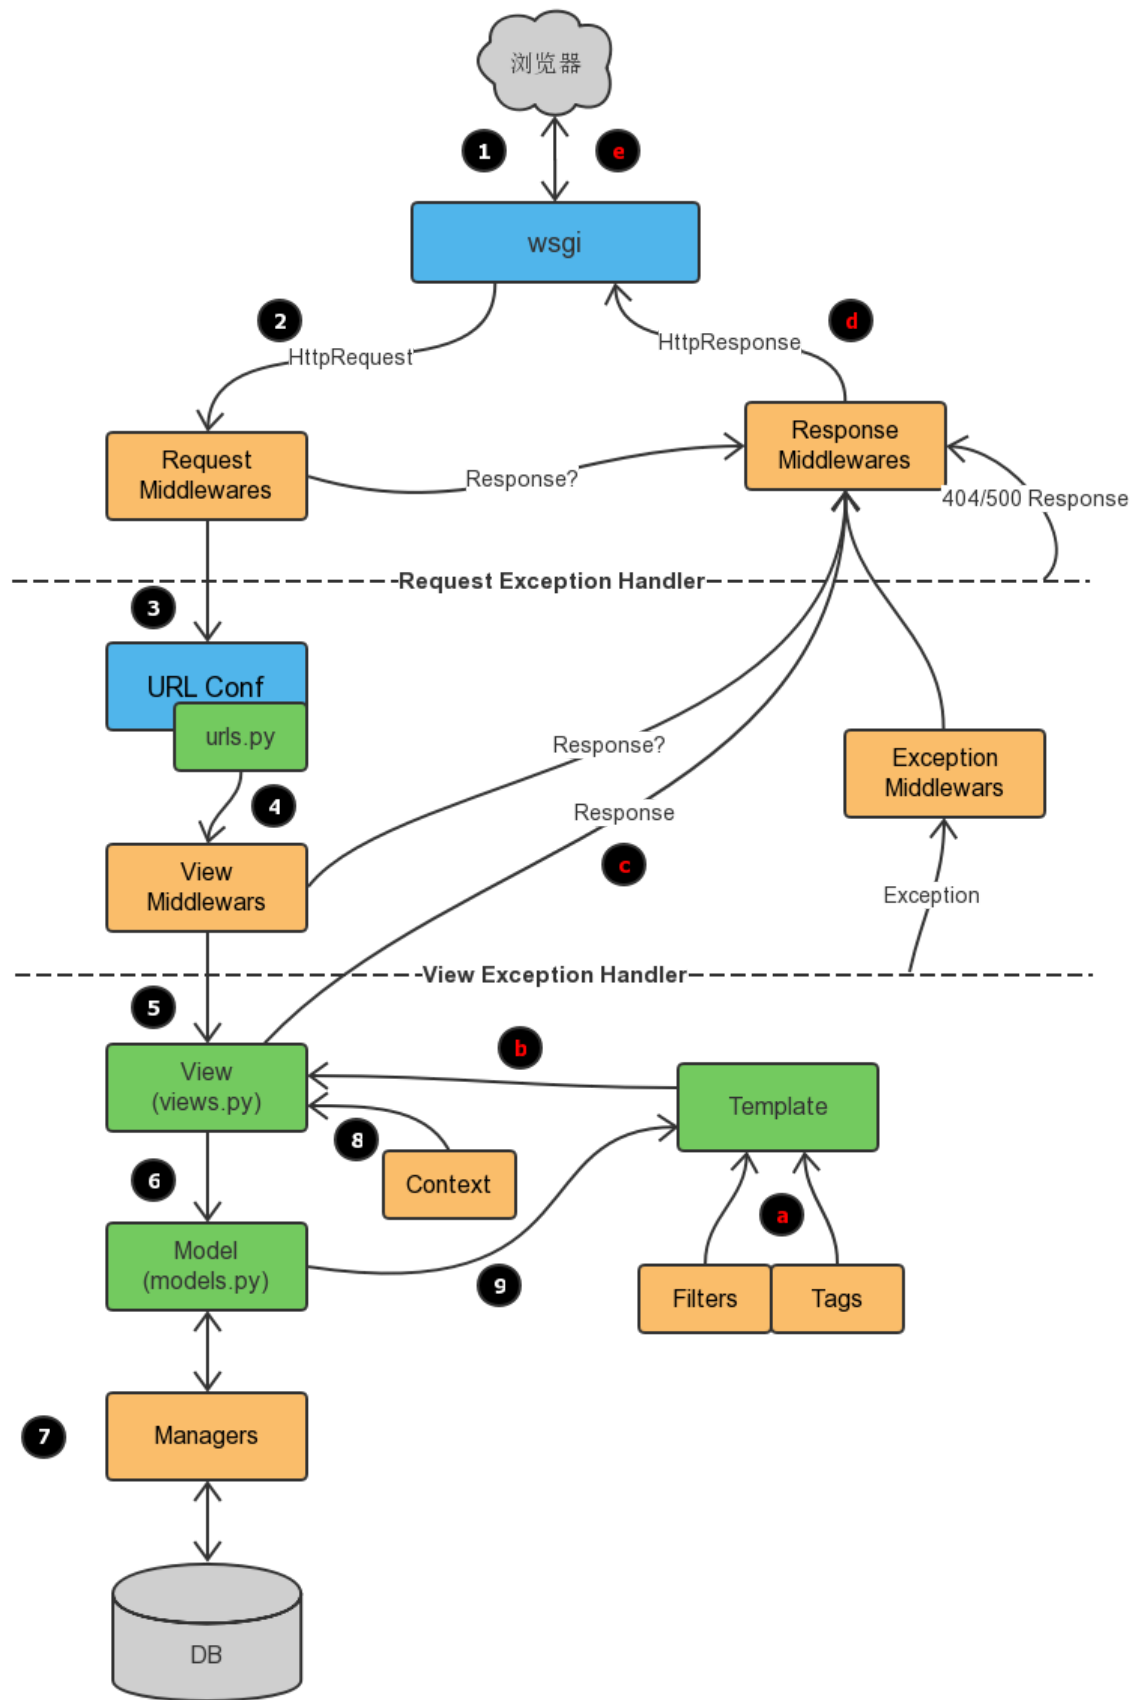 浏览器
1
e
wsgi
2
d
HttpRequest
HttpResponse
Request
Middlewares
Response?
Response
Middlewares
404/500 Response
Request Exception Handler
3
URL Conf
urls.py
4
Response?
Exception
Middlewars
Response
View
Middlewars
c
Exception
View Exception Handler
5
b
View
(views.py)
Template
8
Context
6
a
Model
(models.py)
9
Filters
Tags
7
Managers
DB